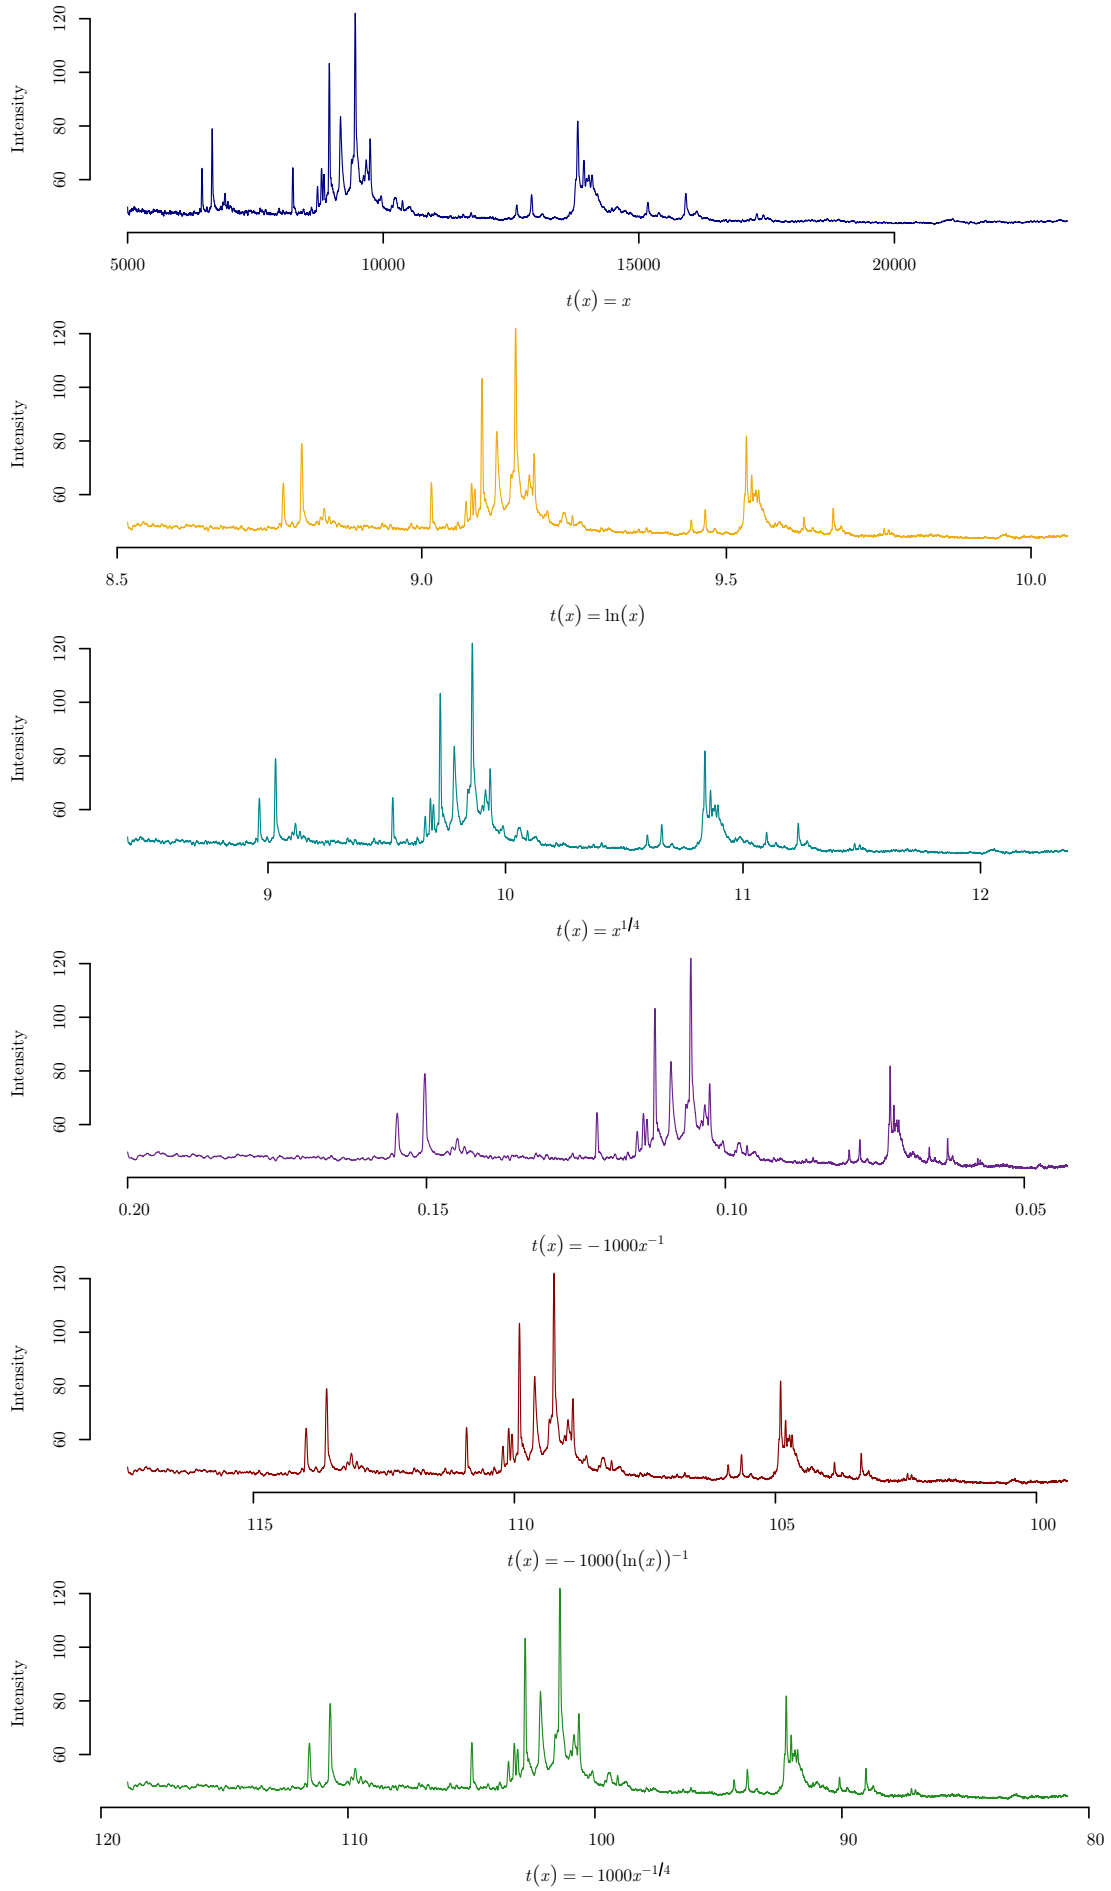 120
100
80
60
Intensity
5000 10000 15000 20000
t(x) = x
120
100
80
60
Intensity
8.5 9.0 9.5 10.0
t(x) = ln(x)
120
100
80
60
Intensity
9 10 11 12
t(x) = x^{1/4}
120
100
80
60
Intensity
0.20 0.15 0.10 0.05
t(x) = − 1000x^{−1}
120
100
80
60
Intensity
115 110 105 100
t(x) = − 1000(ln(x))^{−1}
120
100
80
60
Intensity
120 110 100 90 80
t(x) = − 1000x^{−1/4}